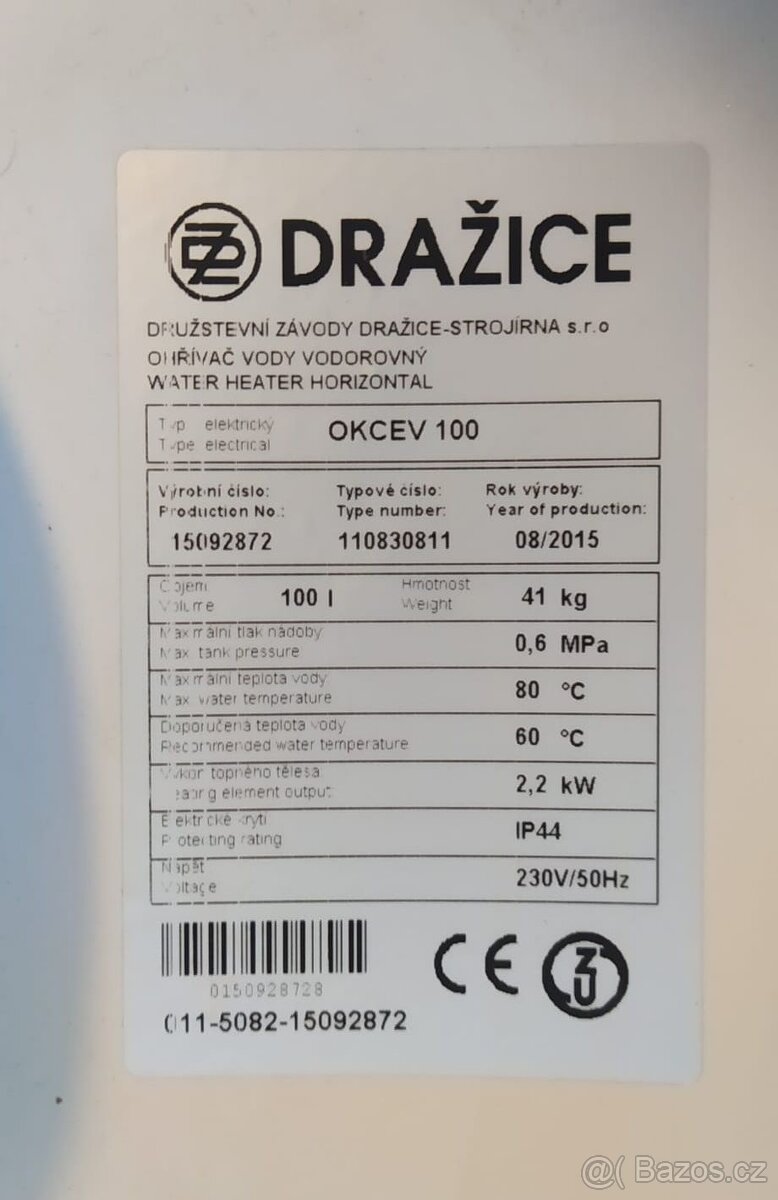 DRAŽICE
DRUŽSTEVNÍ ZÁVODY DRAŽICE-STROJÍRNA s.r.o
OHŘÍVAČ VODY VODOROVNÝ
WATER HEATER HORIZONTAL
Typ elektrický
Type electrical
OKCEV 100
Výrobní číslo: Typové číslo: Rok výroby:
Production No.: Type number: Year of production:
15092872 110830811 08/2015
Objem
Volume
100 l
Hmotnost
Weight
41 kg
Maximální tlak nádoby
Max. tank pressure
0,6 MPa
Maximální teplota vody
Max. water temperature
80 °C
Doporučená teplota vody
Recommended water temperature
60 °C
Výkon topného tělesa
Heating element output:
2,2 kW
Elektrické krytí
Protecting rating
IP44
Napětí
Voltage
230V/50Hz
0150928728
011-5082-15092872
CE
@( Bazos.cz